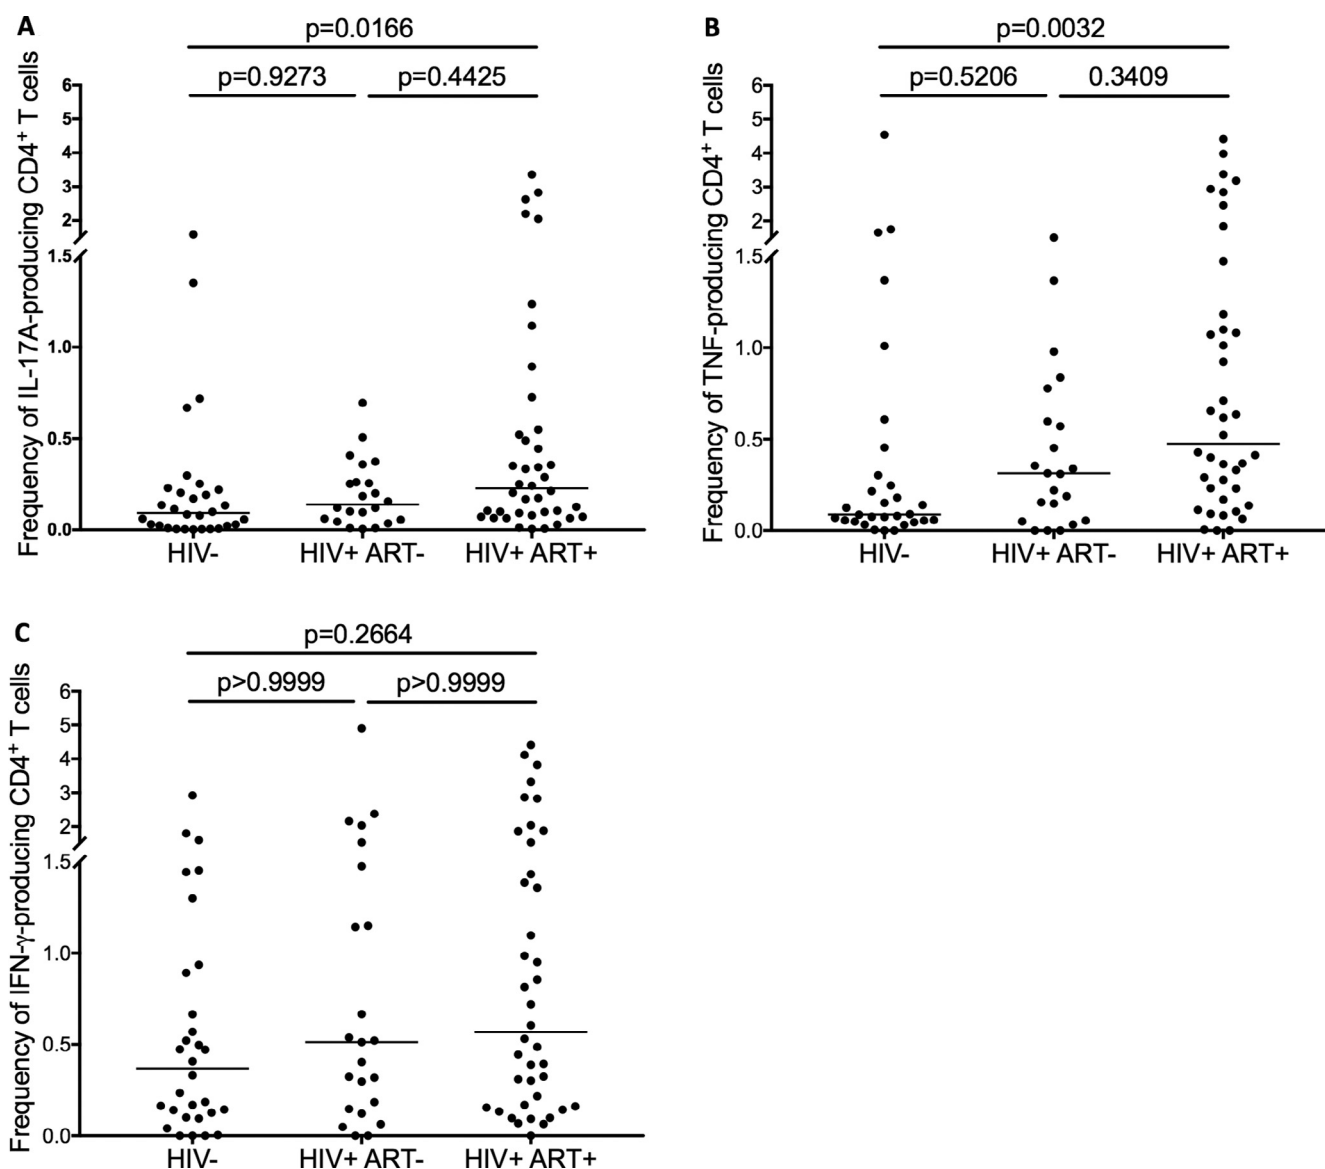 A
p=0.0166
p=0.9273
p=0.4425
Frequency of IL-17A-producing CD4⁺ T cells
6
5
4
3
2
1.5
1.0
0.5
0.0
HIV-
HIV+ ART-
HIV+ ART+
B
p=0.0032
p=0.5206
0.3409
Frequency of TNF-producing CD4⁺ T cells
6
5
4
3
2
1.5
1.0
0.5
0.0
HIV-
HIV+ ART-
HIV+ ART+
C
p=0.2664
p>0.9999
p>0.9999
Frequency of IFN-γ-producing CD4⁺ T cells
6
5
4
3
2
1.5
1.0
0.5
0.0
HIV-
HIV+ ART-
HIV+ ART+